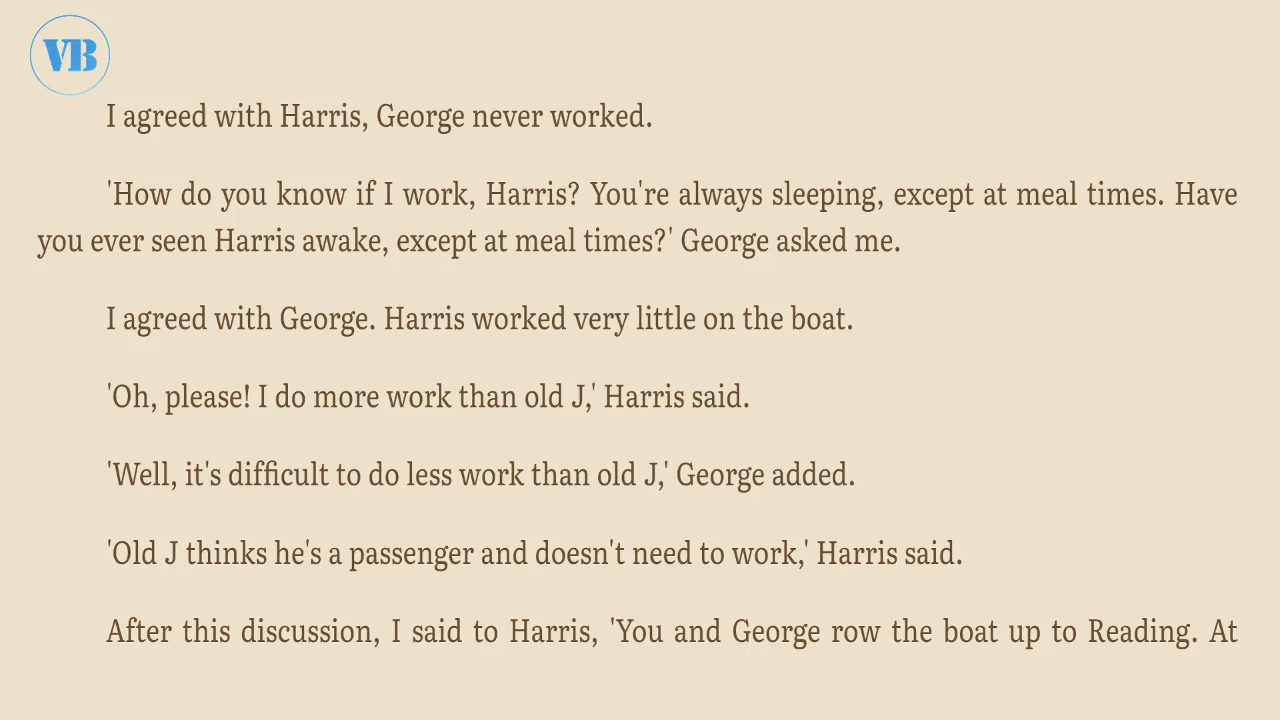 VB
I agreed with Harris, George never worked.
'How do you know if I work, Harris? You're always sleeping, except at meal times. Have
you ever seen Harris awake, except at meal times?' George asked me.
I agreed with George. Harris worked very little on the boat.
'Oh, please! I do more work than old J,' Harris said.
'Well, it's difficult to do less work than old J,' George added.
'Old J thinks he's a passenger and doesn't need to work,' Harris said.
After this discussion, I said to Harris, 'You and George row the boat up to Reading. At